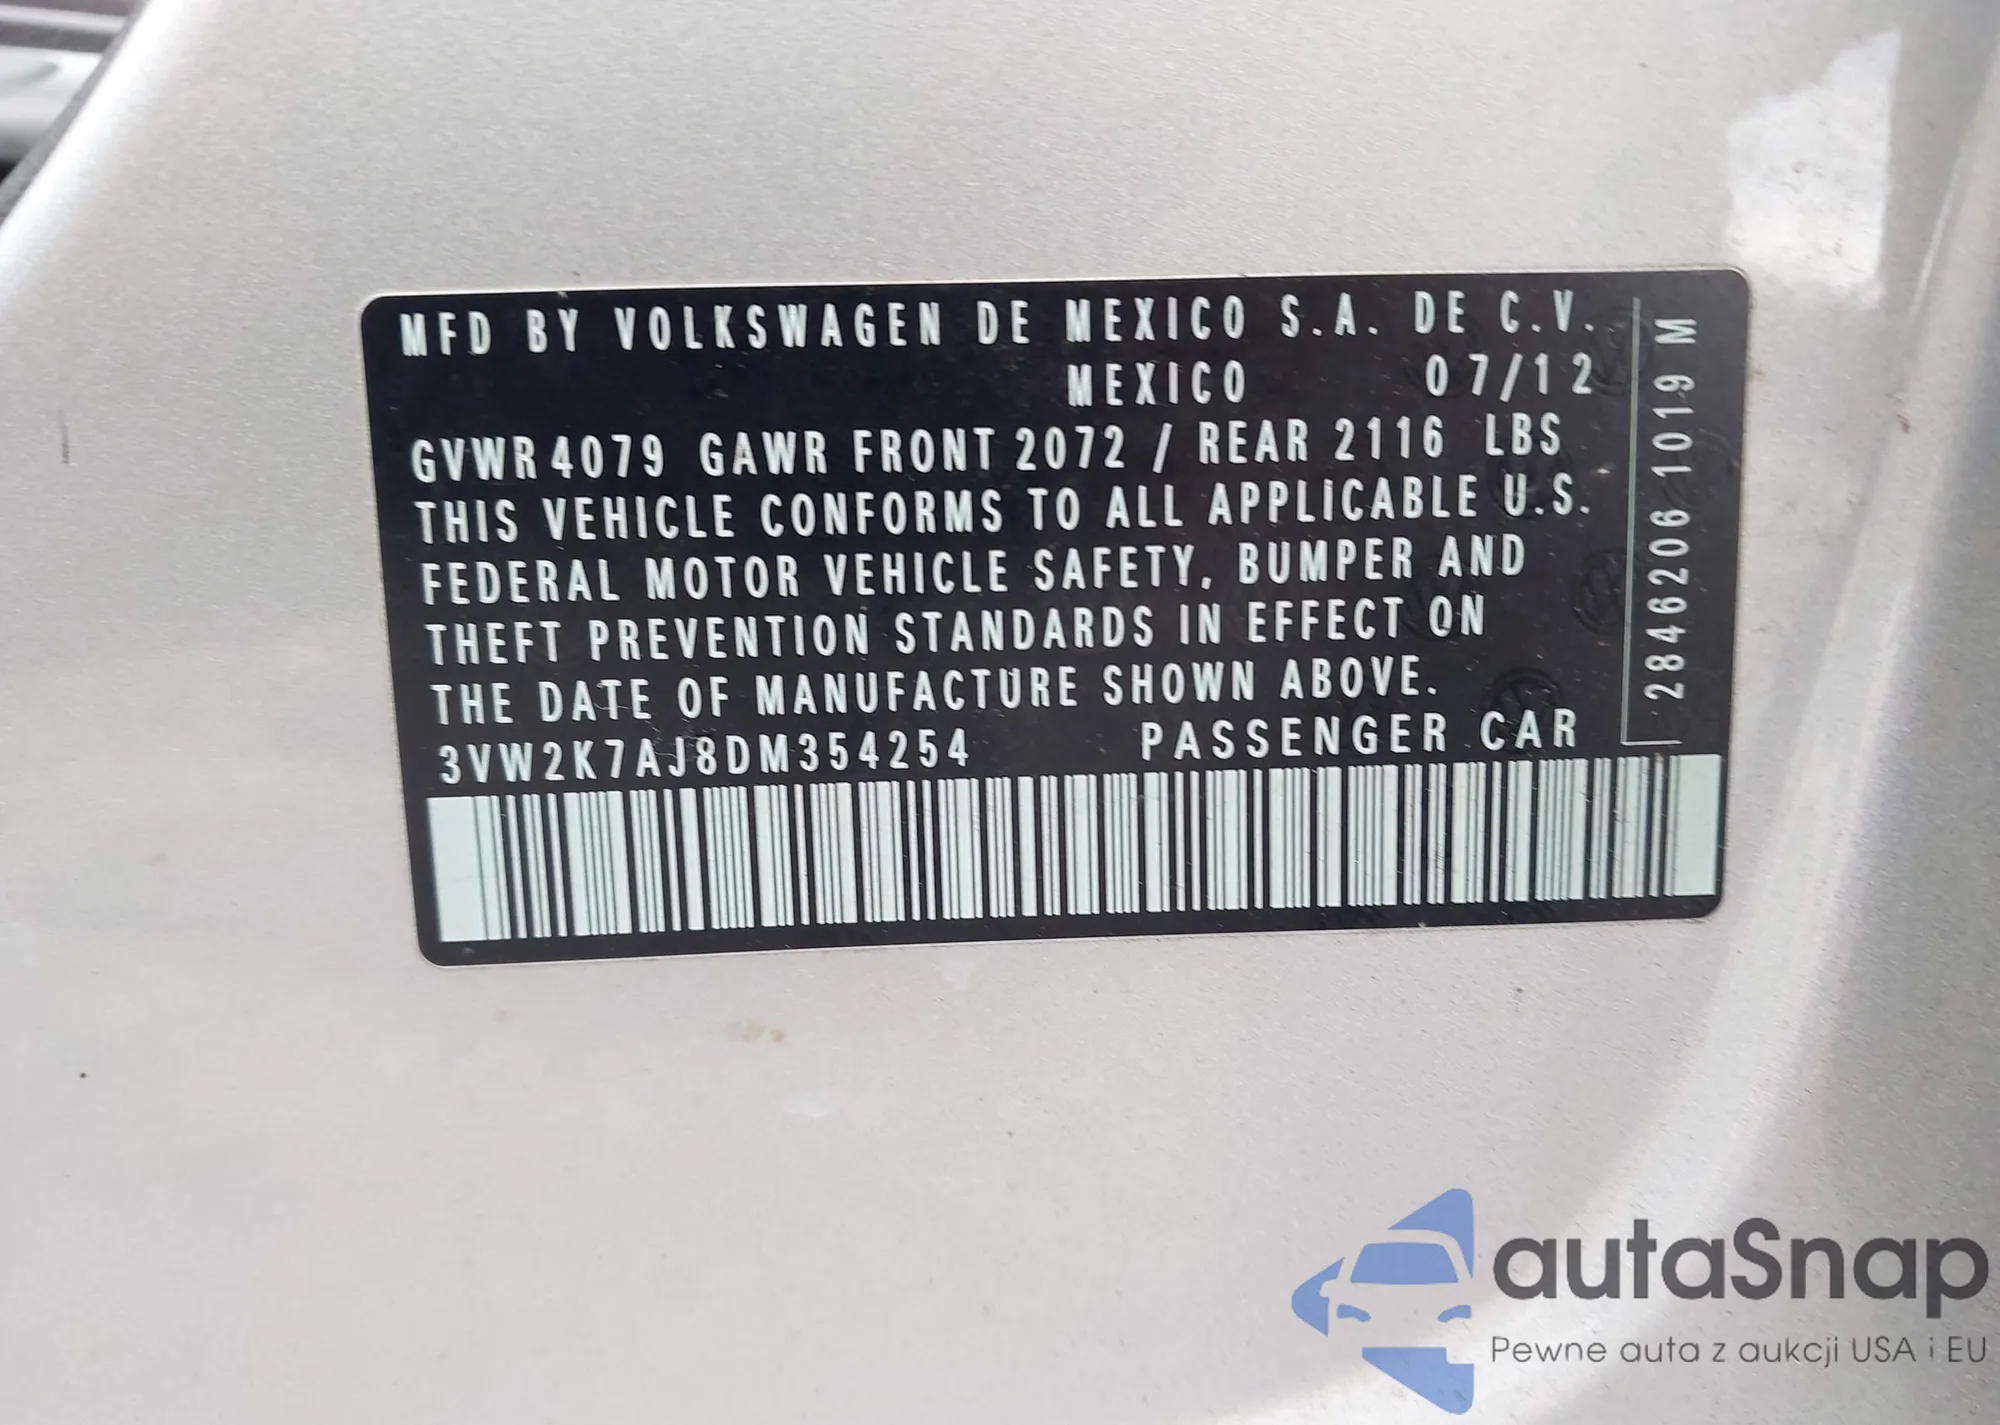 MFD BY VOLKSWAGEN DE MEXICO S.A. DE C.V.
MEXICO 07/12
GVWR 4079 GAWR FRONT 2072 / REAR 2116 LBS
THIS VEHICLE CONFORMS TO ALL APPLICABLE U.S.
FEDERAL MOTOR VEHICLE SAFETY, BUMPER AND
THEFT PREVENTION STANDARDS IN EFFECT ON
THE DATE OF MANUFACTURE SHOWN ABOVE.
3VW2K7AJ8DM354254 PASSENGER CAR
2846206 1019 M
autaSnap
Pewne auta z aukcji USA i EU